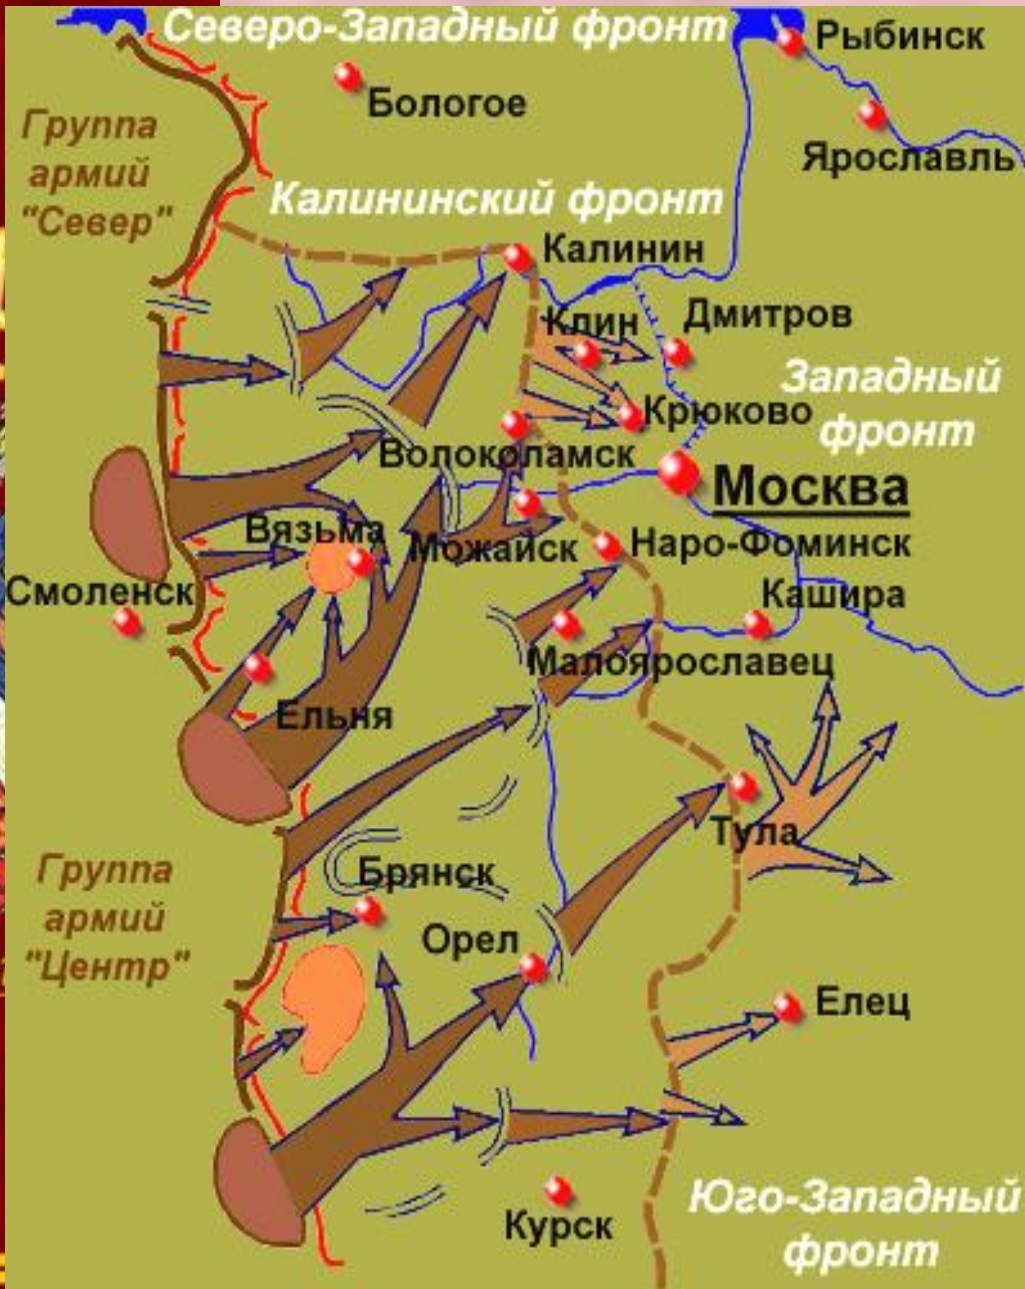 Северо-Западный фронт
Рыбинск
Бологое
Группа
армий
"Север"
Ярославль
Калининский фронт
Калинин
Клин
Дмитров
Западный
фронт
Крюково
Волоколамск
Москва
Вязьма
Можайск
Наро-Фоминск
Смоленск
Кашира
Малоярославец
Ельня
Тула
Группа
армий
"Центр"
Брянск
Орел
Елец
Юго-Западный
фронт
Курск